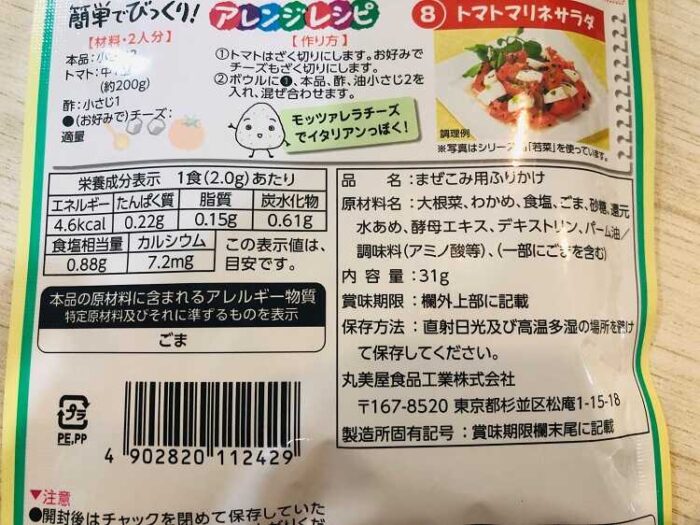 簡単でびっくり! アレンジレシピ
⑧ トマトマリネサラダ
【材料・2人分】
本品:小さじ2
トマト:中
(約200g)
酢:小さじ1
●(お好みで)チーズ:
適量
【作り方】
①トマトはざく切りにします。お好みで
チーズもざく切りにします。
②ボウルに❶、本品、酢、油小さじ2を
入れ、混ぜ合わせます。
モッツァレラチーズ
でイタリアンっぽく!
調理例
※写真はシリーズ品「若菜」を使っています。
栄養成分表示 1食(2.0g)あたり
エネルギー たんぱく質 脂質 炭水化物
4.6kcal 0.22g 0.15g 0.61g
食塩相当量 カルシウム
0.88g 7.2mg
この表示値は、
目安です。
本品の原材料に含まれるアレルギー物質
特定原材料及びそれに準ずるものを表示
ごま
品 名:まぜこみ用ふりかけ
原材料名:大根菜、わかめ、食塩、ごま、砂糖、還元
水あめ、酵母エキス、デキストリン、パーム油/
調味料(アミノ酸等)、(一部にごまを含む)
内 容 量:31g
賞味期限:欄外上部に記載
保存方法:直射日光及び高温多湿の場所を避け
て保存してください。
丸美屋食品工業株式会社
〒167-8520 東京都杉並区松庵1-15-18
製造所固有記号:賞味期限欄末尾に記載
プラ
PE,PP
4 902820 112429
▼注意
●開封後はチャックを閉めて保存していた